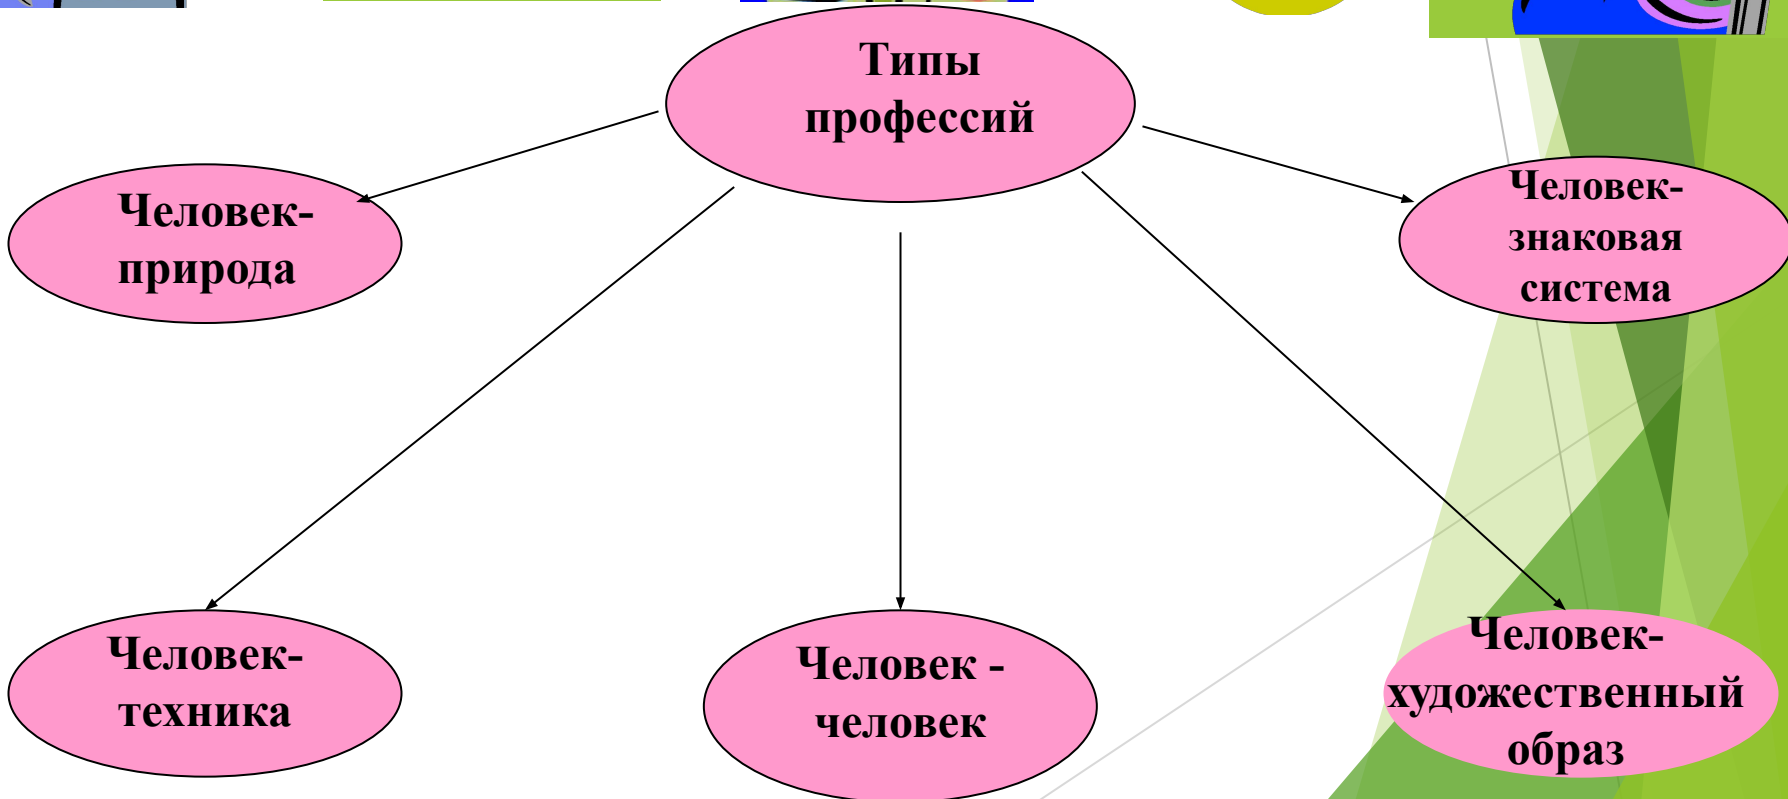 Типы
профессий
Человек-
природа
Человек-
знаковая
система
Человек-
техника
Человек -
человек
Человек-
художественный
образ